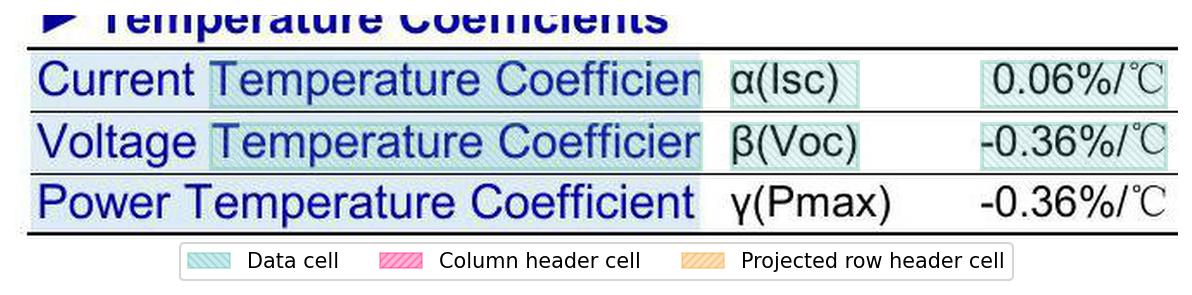 Temperature Coefficients
Current Temperature Coefficien α(Isc) 0.06%/℃
Voltage Temperature Coefficien β(Voc) -0.36%/℃
Power Temperature Coefficient γ(Pmax) -0.36%/℃
Data cell Column header cell Projected row header cell